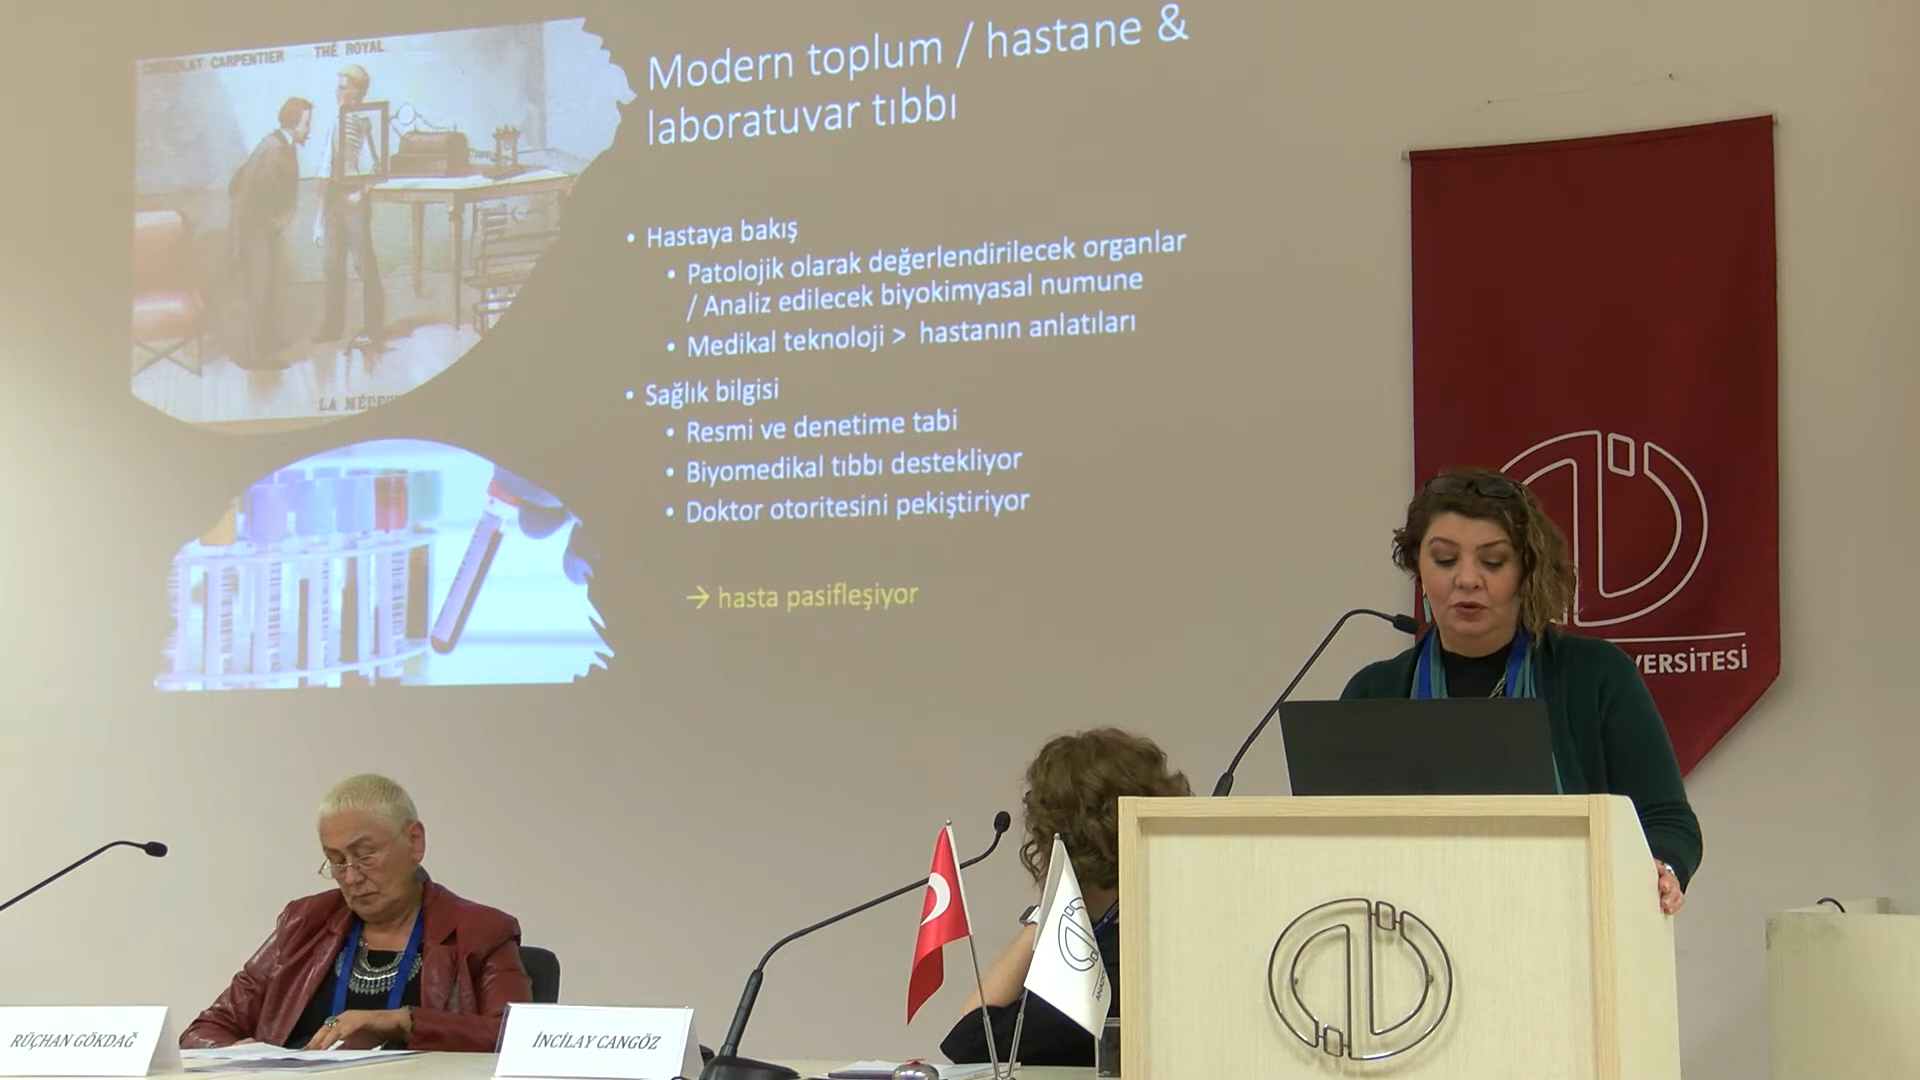 CHOCOLAT CARPENTIER THE ROYAL
LA MÉDEC
Modern toplum / hastane &
laboratuvar tıbbı
• Hastaya bakış
• Patolojik olarak değerlendirilecek organlar
/ Analiz edilecek biyokimyasal numune
• Medikal teknoloji > hastanın anlatıları
• Sağlık bilgisi
• Resmi ve denetime tabi
• Biyomedikal tıbbı destekliyor
• Doktor otoritesini pekiştiriyor
→ hasta pasifleşiyor
VERSİTESİ
RÜÇHAN GÖKDAĞ
İNCİLAY CANGÖZ